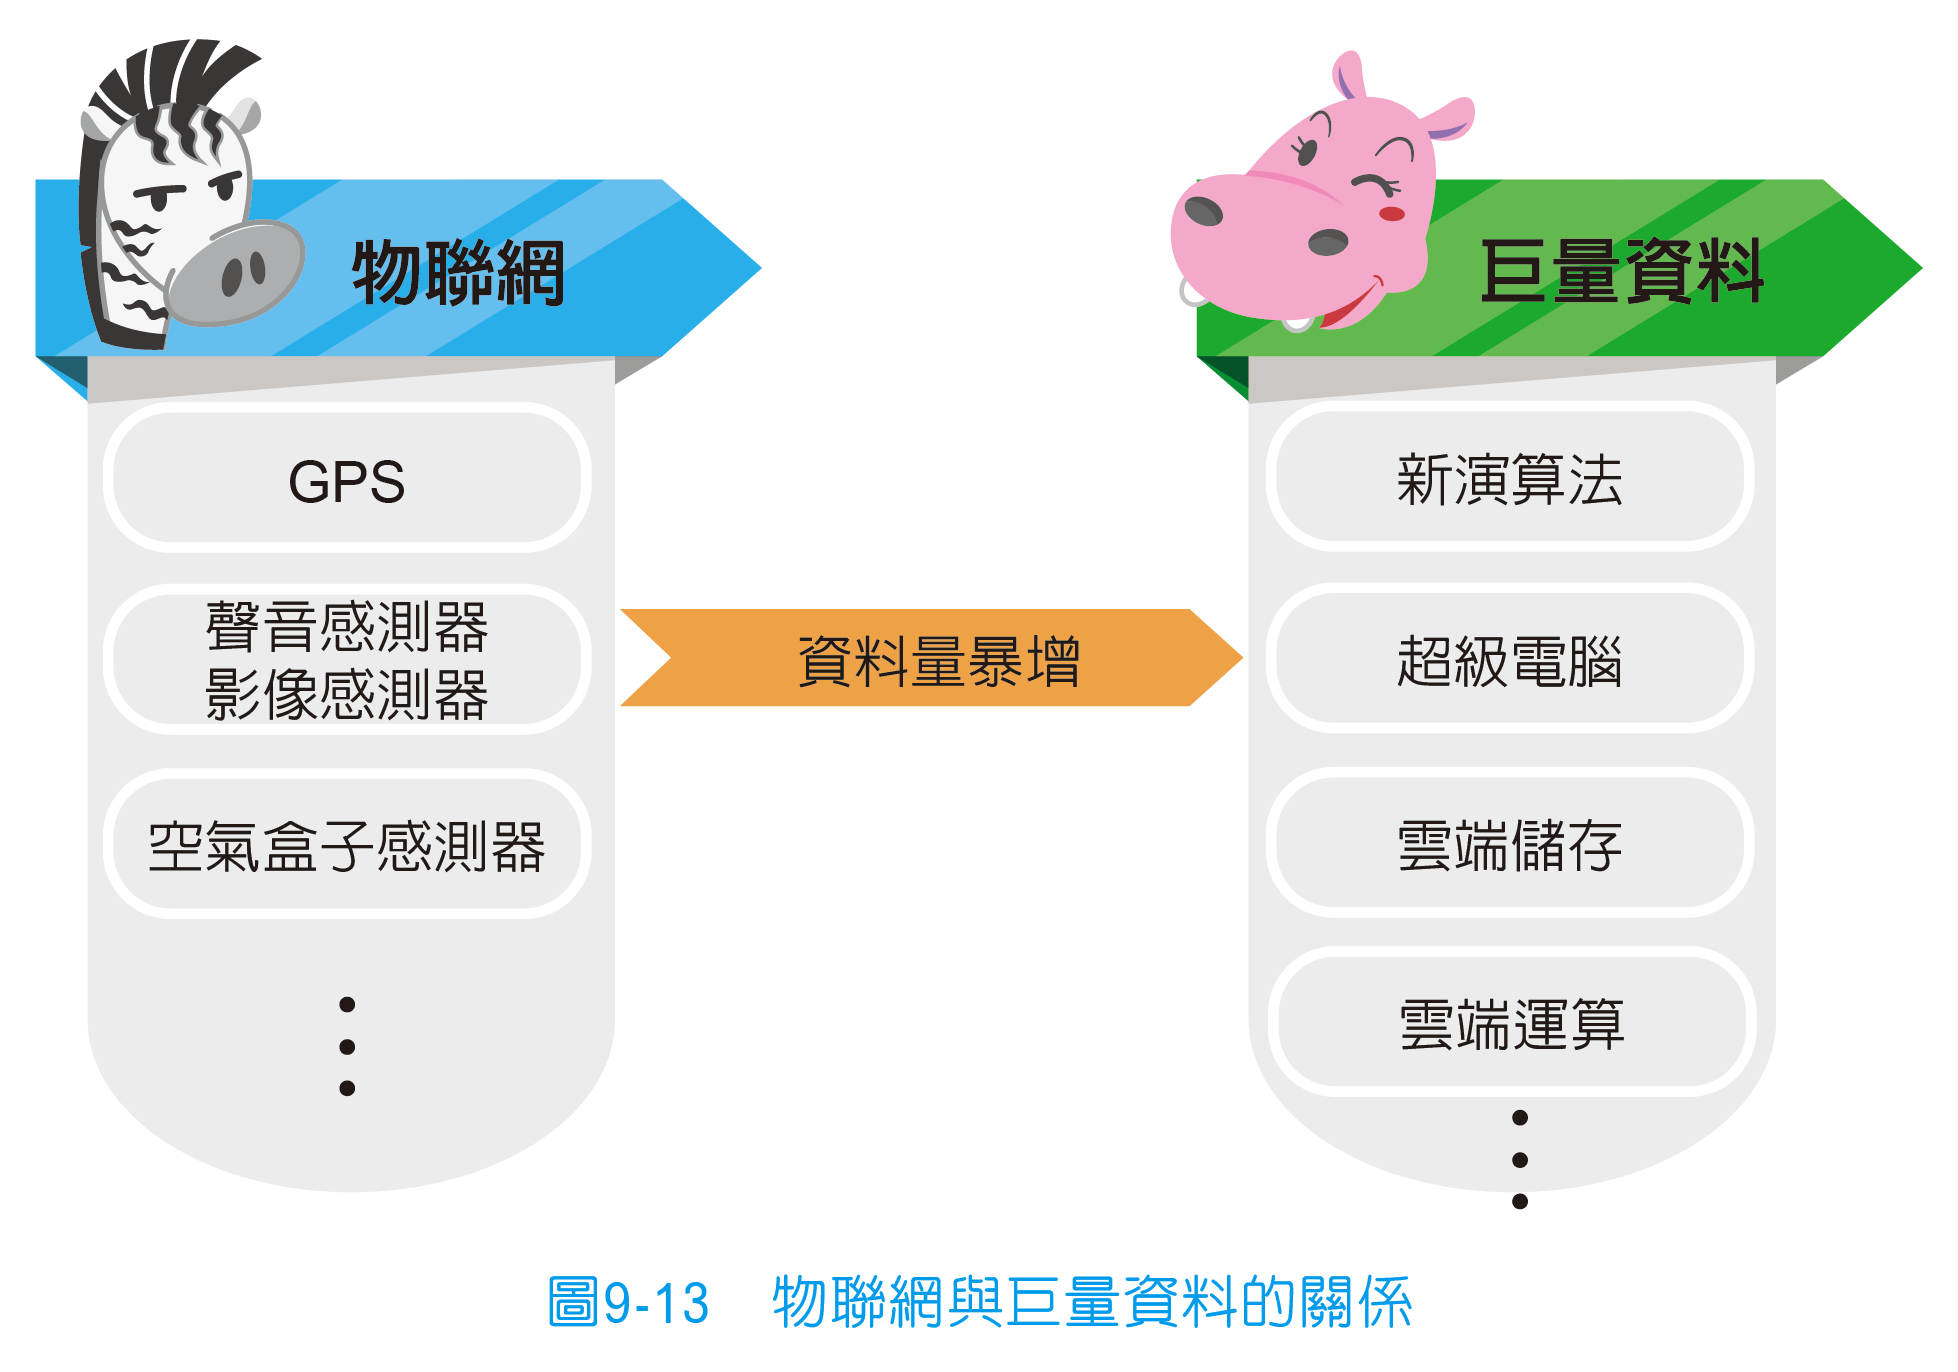 物聯網
GPS
聲音感測器
影像感測器
空氣盒子感測器
資料量暴增
巨量資料
新演算法
超級電腦
雲端儲存
雲端運算
圖9-13　物聯網與巨量資料的關係